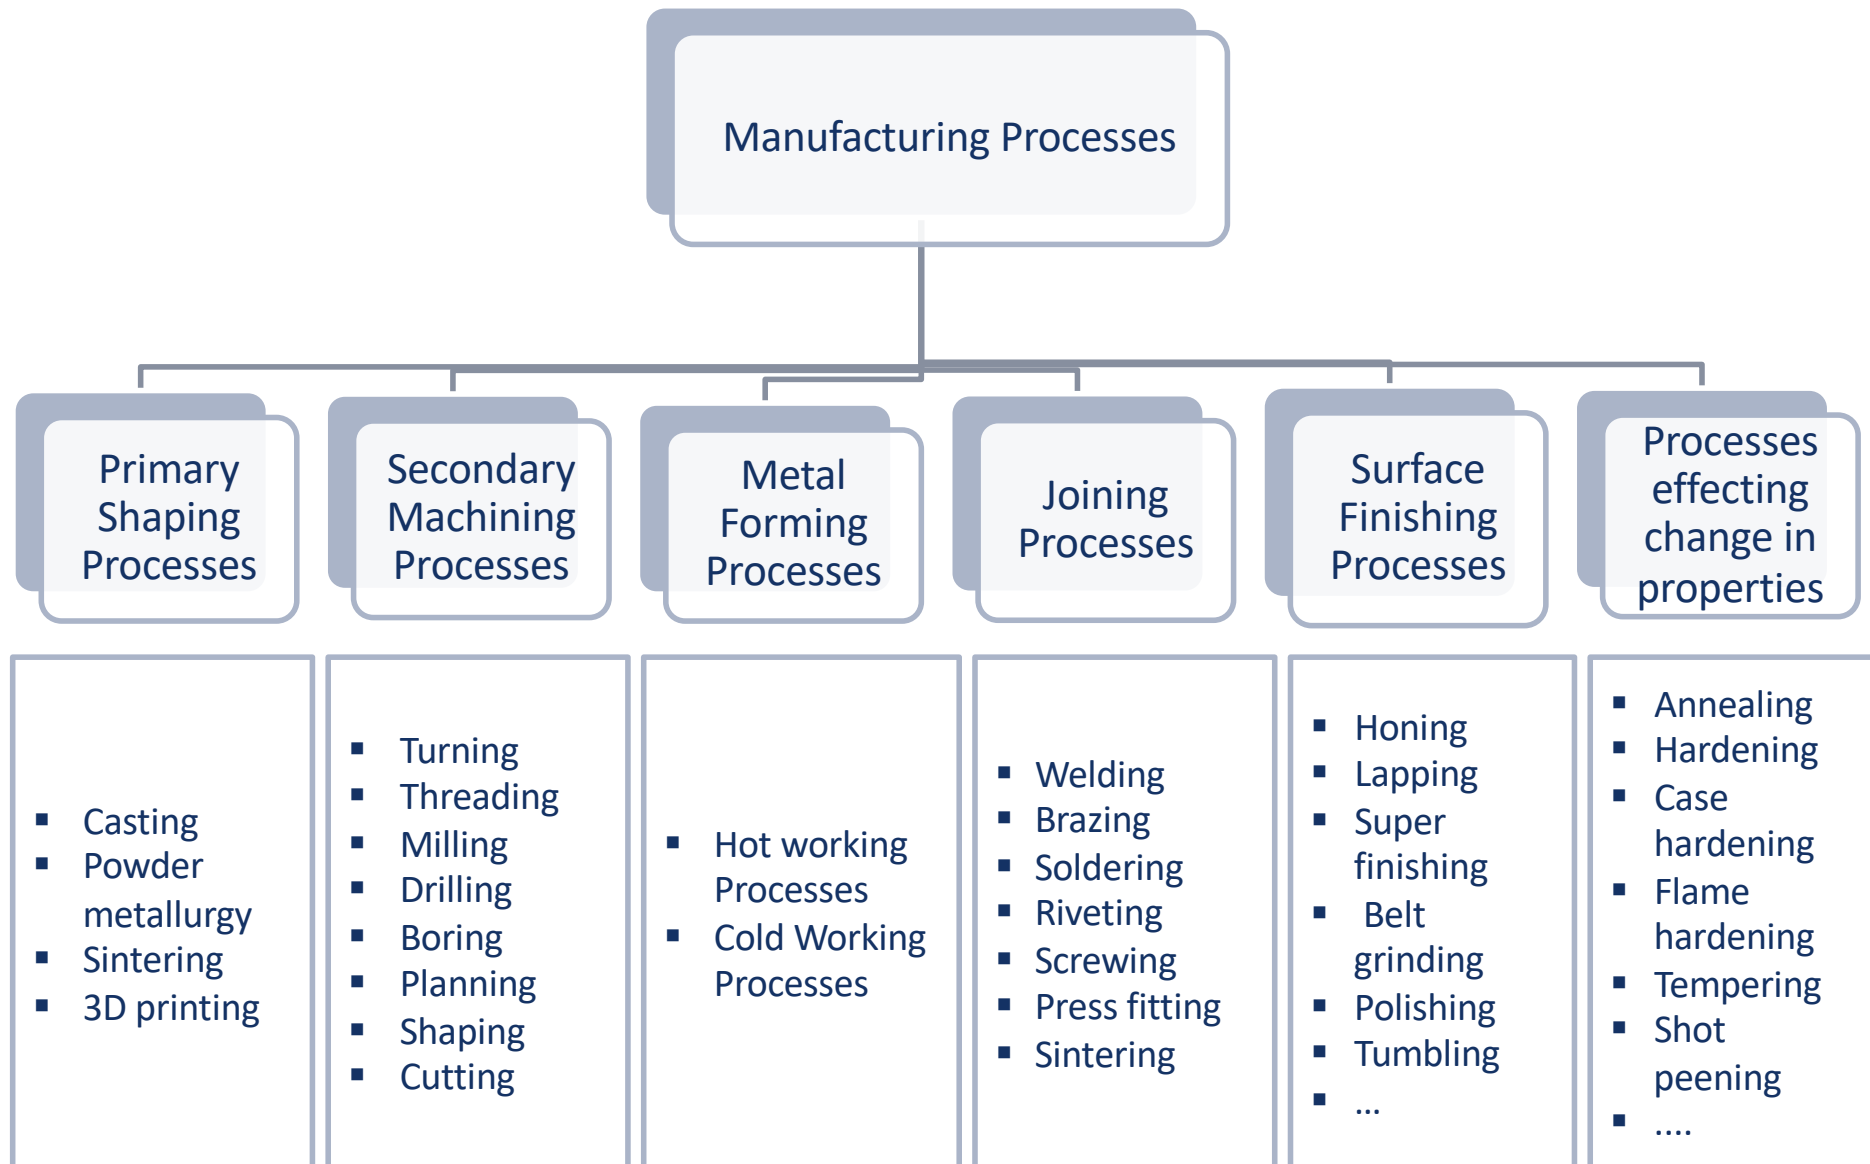 Manufacturing Processes
Primary
Shaping
Processes
Secondary
Machining
Processes
Metal
Forming
Processes
Joining
Processes
Surface
Finishing
Processes
Processes
effecting
change in
properties
▪ Casting
▪ Powder
metallurgy
▪ Sintering
▪ 3D printing
▪ Turning
▪ Threading
▪ Milling
▪ Drilling
▪ Boring
▪ Planning
▪ Shaping
▪ Cutting
▪ Hot working
Processes
▪ Cold Working
Processes
▪ Welding
▪ Brazing
▪ Soldering
▪ Riveting
▪ Screwing
▪ Press fitting
▪ Sintering
▪ Honing
▪ Lapping
▪ Super
finishing
▪ Belt
grinding
▪ Polishing
▪ Tumbling
▪ ...
▪ Annealing
▪ Hardening
▪ Case
hardening
▪ Flame
hardening
▪ Tempering
▪ Shot
peening
▪ ....